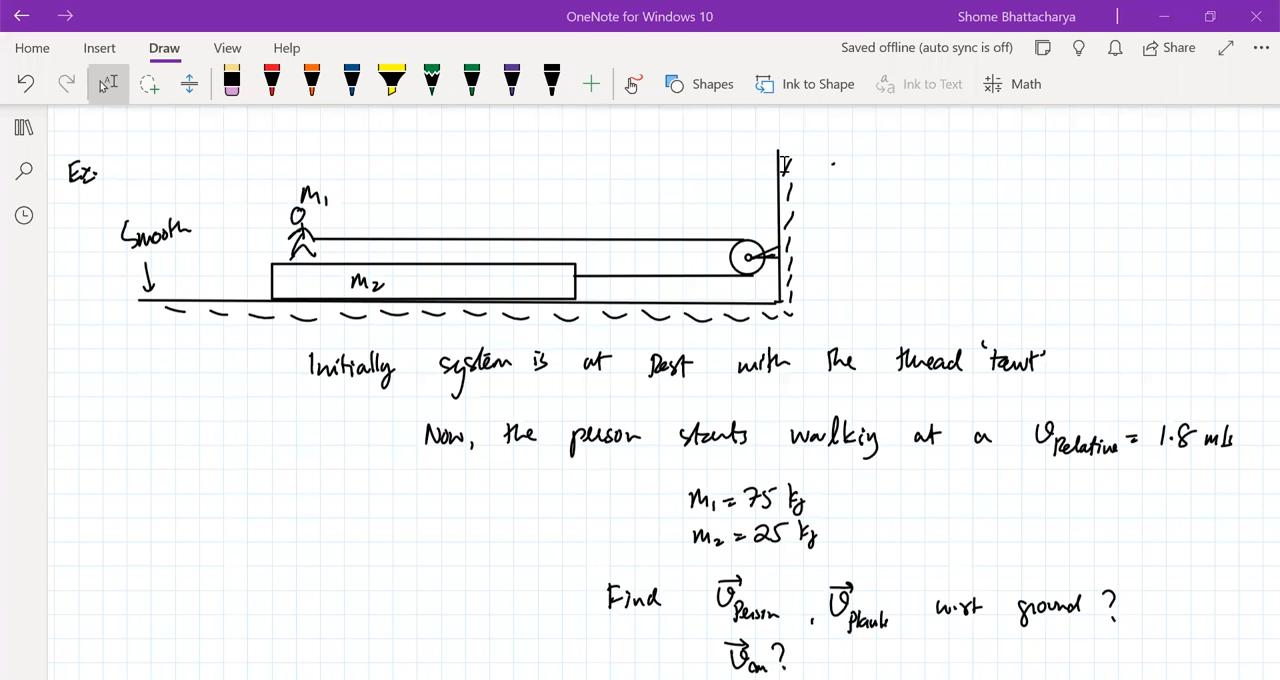 OneNote for Windows 10
Shome Bhattacharya
Home Insert Draw View Help
Saved offline (auto sync is off) Share
Shapes Ink to Shape Ink to Text Math
Ex:
M₁
Smooth
m₂
Initially system is at Rest with the thread 'taut'
Now, the person starts walkig at a vRelative = 1.8 m/s
m₁ = 75 kg
m₂ = 25 kg
Find v⃗Person, v⃗Plank wrt ground?
v⃗cm?